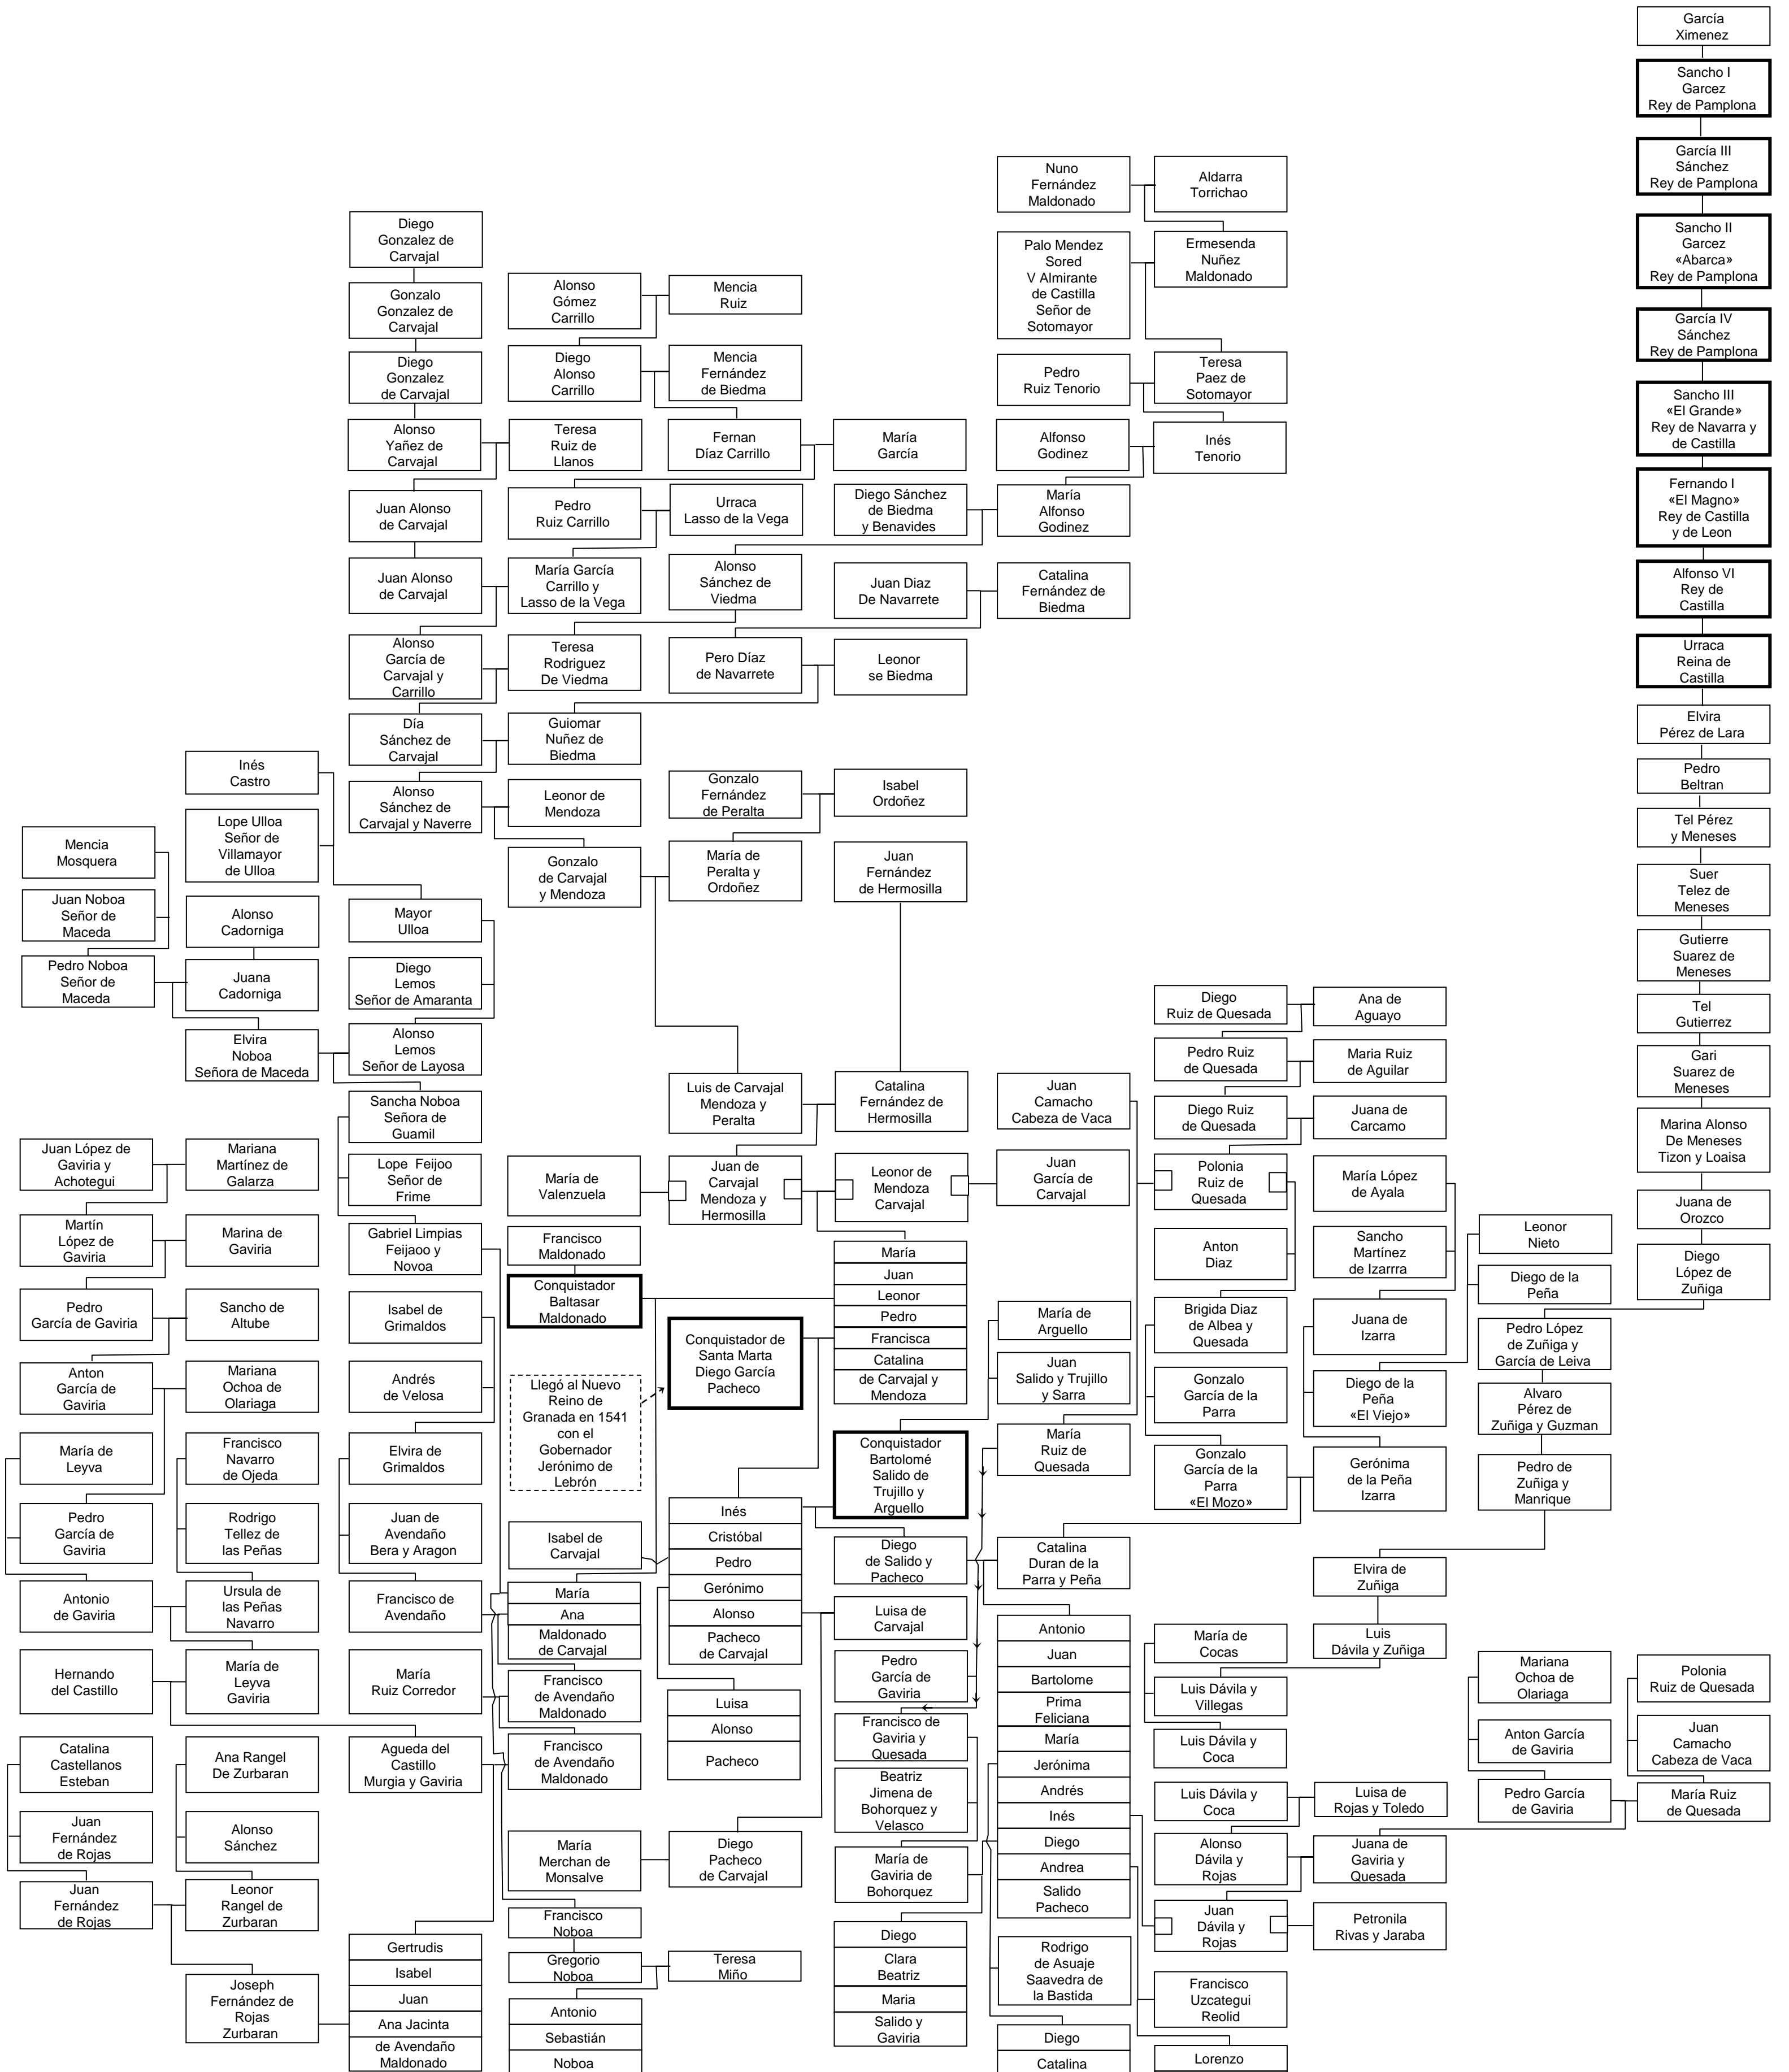 García
Ximenez
Sancho I
Garcez
Rey de Pamplona
García III
Sánchez
Rey de Pamplona
Sancho II
Garcez
«Abarca»
Rey de Pamplona
García IV
Sánchez
Rey de Pamplona
Sancho III
«El Grande»
Rey de Navarra y
de Castilla
Fernando I
«El Magno»
Rey de Castilla
y de Leon
Alfonso VI
Rey de
Castilla
Urraca
Reina de
Castilla
Elvira
Pérez de Lara
Pedro
Beltran
Tel Pérez
y Meneses
Suer
Telez de
Meneses
Gutierre
Suarez de
Meneses
Tel
Gutierrez
Gari
Suarez de
Meneses
Marina Alonso
De Meneses
Tizon y Loaisa
Juana de
Orozco
Diego
López de
Zuñiga
Nuno
Fernández
Maldonado
Aldarra
Torrichao
Palo Mendez
Sored
V Almirante
de Castilla
Señor de
Sotomayor
Ermesenda
Nuñez
Maldonado
Pedro
Ruiz Tenorio
Teresa
Paez de
Sotomayor
Alfonso
Godinez
Inés
Tenorio
Diego
Gonzalez de
Carvajal
Gonzalo
Gonzalez de
Carvajal
Diego
Gonzalez
de Carvajal
Alonso
Gómez
Carrillo
Mencia
Ruiz
Diego
Alonso
Carrillo
Mencia
Fernández
de Biedma
Alonso
Yañez de
Carvajal
Teresa
Ruiz de
Llanos
Fernan
Díaz Carrillo
María
García
Juan Alonso
de Carvajal
Pedro
Ruiz Carrillo
Urraca
Lasso de la Vega
Diego Sánchez
de Biedma
y Benavides
María
Alfonso
Godinez
Juan Alonso
de Carvajal
María García
Carrillo y
Lasso de la Vega
Alonso
Sánchez de
Viedma
Juan Diaz
De Navarrete
Catalina
Fernández de
Biedma
Alonso
García de
Carvajal y
Carrillo
Teresa
Rodriguez
De Viedma
Pero Díaz
de Navarrete
Leonor
se Biedma
Día
Sánchez de
Carvajal
Guiomar
Nuñez de
Biedma
Inés
Castro
Alonso
Sánchez de
Carvajal y Naverre
Leonor de
Mendoza
Gonzalo
Fernández
de Peralta
Isabel
Ordoñez
Mencia
Mosquera
Lope Ulloa
Señor de
Villamayor
de Ulloa
Gonzalo
de Carvajal
y Mendoza
María de
Peralta y
Ordoñez
Juan
Fernández
de Hermosilla
Juan Noboa
Señor de
Maceda
Alonso
Cadorniga
Mayor
Ulloa
Pedro Noboa
Señor de
Maceda
Juana
Cadorniga
Diego
Lemos
Señor de Amaranta
Elvira
Noboa
Señora de Maceda
Alonso
Lemos
Señor de Layosa
Diego
Ruiz de Quesada
Ana de
Aguayo
Pedro Ruiz
de Quesada
Maria Ruiz
de Aguilar
Sancha Noboa
Señora de
Guamil
Luis de Carvajal
Mendoza y
Peralta
Catalina
Fernández de
Hermosilla
Juan
Camacho
Cabeza de Vaca
Diego Ruiz
de Quesada
Juana de
Carcamo
Juan López de
Gaviria y
Achotegui
Mariana
Martínez de
Galarza
Lope Feijoo
Señor de
Frime
María de
Valenzuela
Juan de
Carvajal
Mendoza y
Hermosilla
Leonor de
Mendoza
Carvajal
Juan
García de
Carvajal
Polonia
Ruiz de
Quesada
María López
de Ayala
Martín
López de
Gaviria
Marina de
Gaviria
Gabriel Limpias
Feijaoo y
Novoa
Francisco
Maldonado
Conquistador
Baltasar
Maldonado
María
Juan
Leonor
Pedro
Francisca
Catalina
de Carvajal y
Mendoza
Anton
Diaz
Sancho
Martínez
de Izarrra
Leonor
Nieto
Diego de la
Peña
Pedro
García de Gaviria
Sancho de
Altube
Isabel de
Grimaldos
Conquistador de
Santa Marta
Diego García
Pacheco
María de
Arguello
Brigida Diaz
de Albea y
Quesada
Juana de
Izarra
Pedro López
de Zuñiga y
García de Leiva
Anton
García de
Gaviria
Mariana
Ochoa de
Olariaga
Andrés
de Velosa
Llegó al Nuevo
Reino de
Granada en 1541
con el
Gobernador
Jerónimo de
Lebrón
Juan
Salido y Trujillo
y Sarra
Gonzalo
García de la
Parra
Diego de la
Peña
«El Viejo»
Alvaro
Pérez de
Zuñiga y Guzman
María de
Leyva
Francisco
Navarro
de Ojeda
Elvira de
Grimaldos
Conquistador
Bartolomé
Salido de
Trujillo y
Arguello
María
Ruiz de
Quesada
Gonzalo
García de la
Parra
«El Mozo»
Gerónima
de la Peña
Izarra
Pedro de
Zuñiga y
Manrique
Pedro
García de
Gaviria
Rodrigo
Tellez de
las Peñas
Juan de
Avendaño
Bera y Aragon
Isabel de
Carvajal
Inés
Cristóbal
Pedro
Gerónimo
Alonso
Pacheco
de Carvajal
Diego
de Salido y
Pacheco
Catalina
Duran de la
Parra y Peña
Elvira de
Zuñiga
Antonio
de Gaviria
Ursula de
las Peñas
Navarro
Francisco de
Avendaño
María
Ana
Maldonado
de Carvajal
Luisa de
Carvajal
Antonio
Juan
Bartolome
Prima
Feliciana
María
Jerónima
Andrés
Inés
Diego
Andrea
Salido
Pacheco
María de
Cocas
Luis
Dávila y Zuñiga
Hernando
del Castillo
María de
Leyva
Gaviria
María
Ruiz Corredor
Francisco
de Avendaño
Maldonado
Luisa
Alonso
Pacheco
Pedro
García de
Gaviria
Luis Dávila y
Villegas
Mariana
Ochoa de
Olariaga
Polonia
Ruiz de Quesada
Catalina
Castellanos
Esteban
Ana Rangel
De Zurbaran
Agueda del
Castillo
Murgia y Gaviria
Francisco
de Avendaño
Maldonado
Francisco de
Gaviria y
Quesada
Luis Dávila y
Coca
Anton García
de Gaviria
Juan
Camacho
Cabeza de Vaca
Juan
Fernández
de Rojas
Alonso
Sánchez
María
Merchan de
Monsalve
Diego
Pacheco
de Carvajal
Beatriz
Jimena de
Bohorquez y
Velasco
Luis Dávila y
Coca
Luisa de
Rojas y Toledo
Pedro García
de Gaviria
María Ruiz
de Quesada
Juan
Fernández
de Rojas
Leonor
Rangel de
Zurbaran
María de
Gaviria de
Bohorquez
Alonso
Dávila y
Rojas
Juana de
Gaviria y
Quesada
Francisco
Noboa
Juan
Dávila y
Rojas
Petronila
Rivas y Jaraba
Joseph
Fernández de
Rojas
Zurbaran
Gertrudis
Isabel
Juan
Ana Jacinta
de Avendaño
Maldonado
Gregorio
Noboa
Teresa
Miño
Antonio
Sebastián
Noboa
Diego
Clara
Beatriz
Maria
Salido y
Gaviria
Rodrigo
de Asuaje
Saavedra de
la Bastida
Diego
Catalina
Francisco
Uzcategui
Reolid
Lorenzo